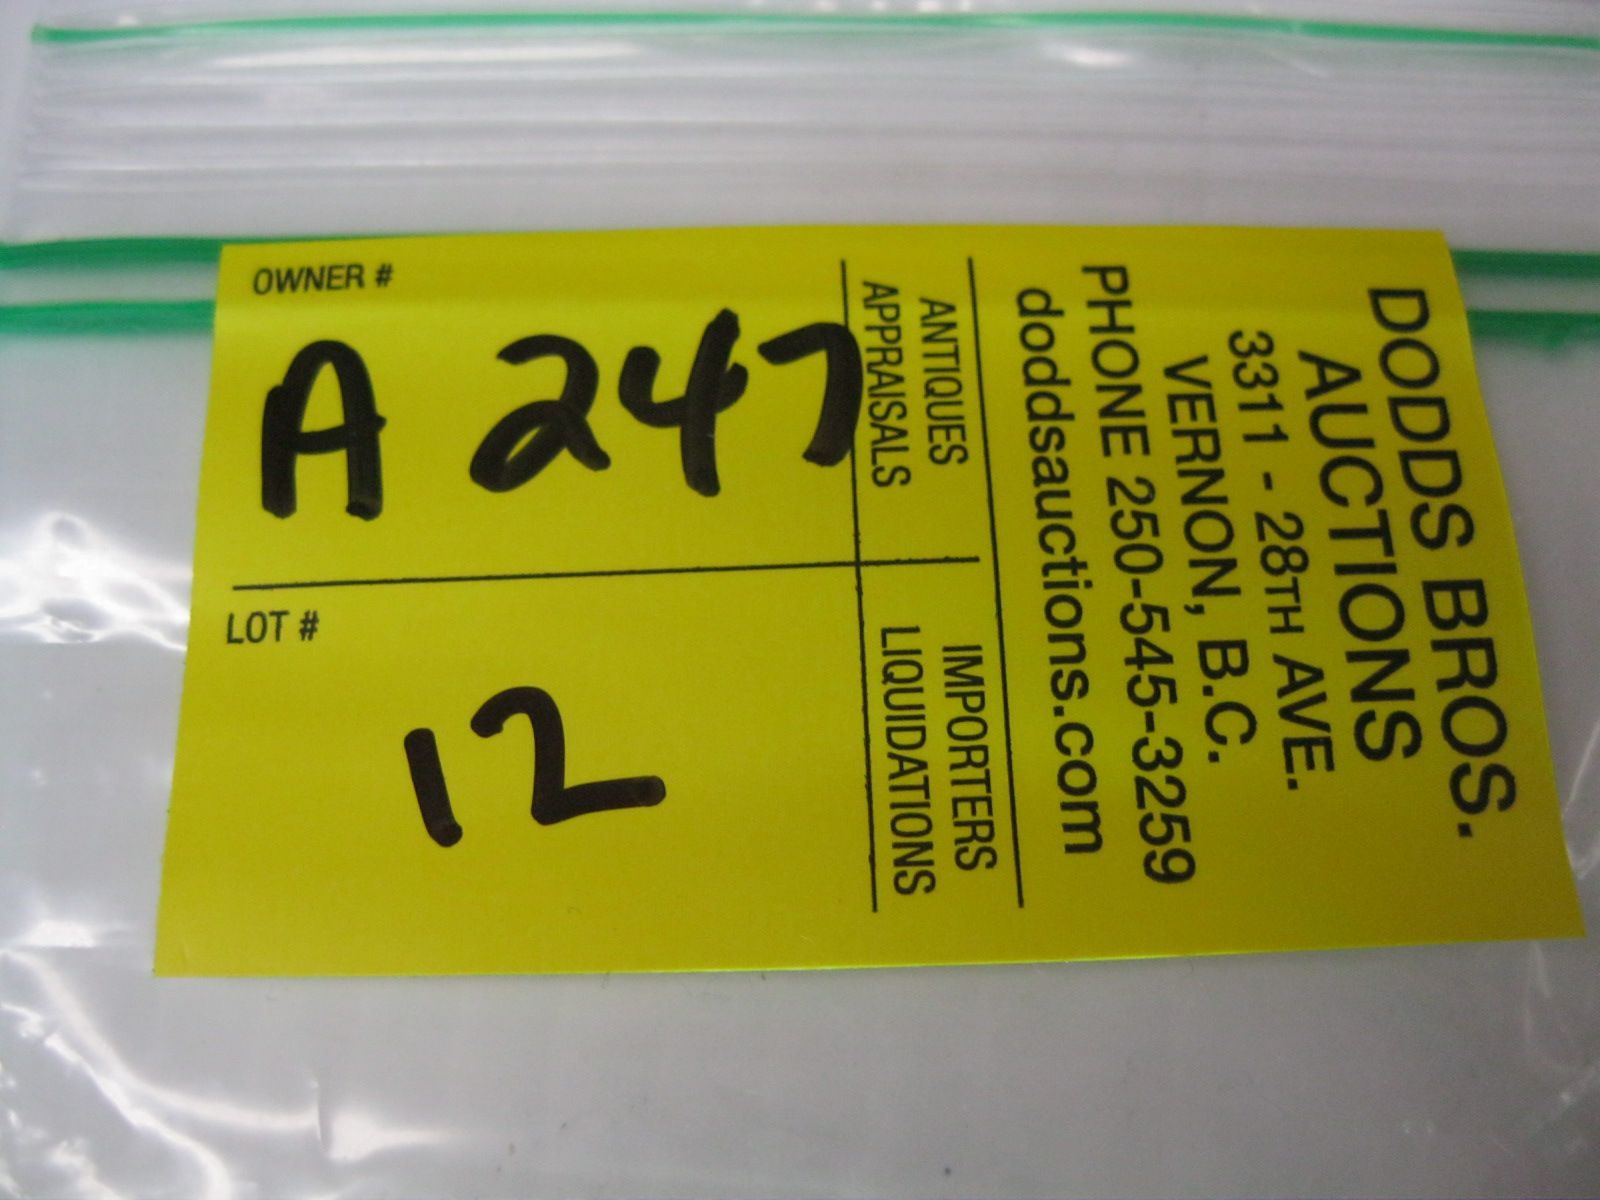 DODDS BROS.
AUCTIONS
3311 - 28TH AVE.
VERNON, B.C.
PHONE 250-545-3259
doddsauctions.com
ANTIQUES
APPRAISALS
IMPORTERS
LIQUIDATIONS
OWNER #
A 247
LOT #
12